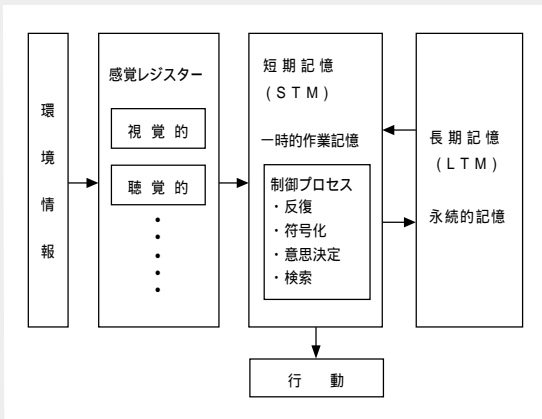 環境情報
感覚レジスター
視覚的
聴覚的
短期記憶
(STM)
一時的作業記憶
制御プロセス
・反復
・符号化
・意思決定
・検索
長期記憶
(LTM)
永続的記憶
行動